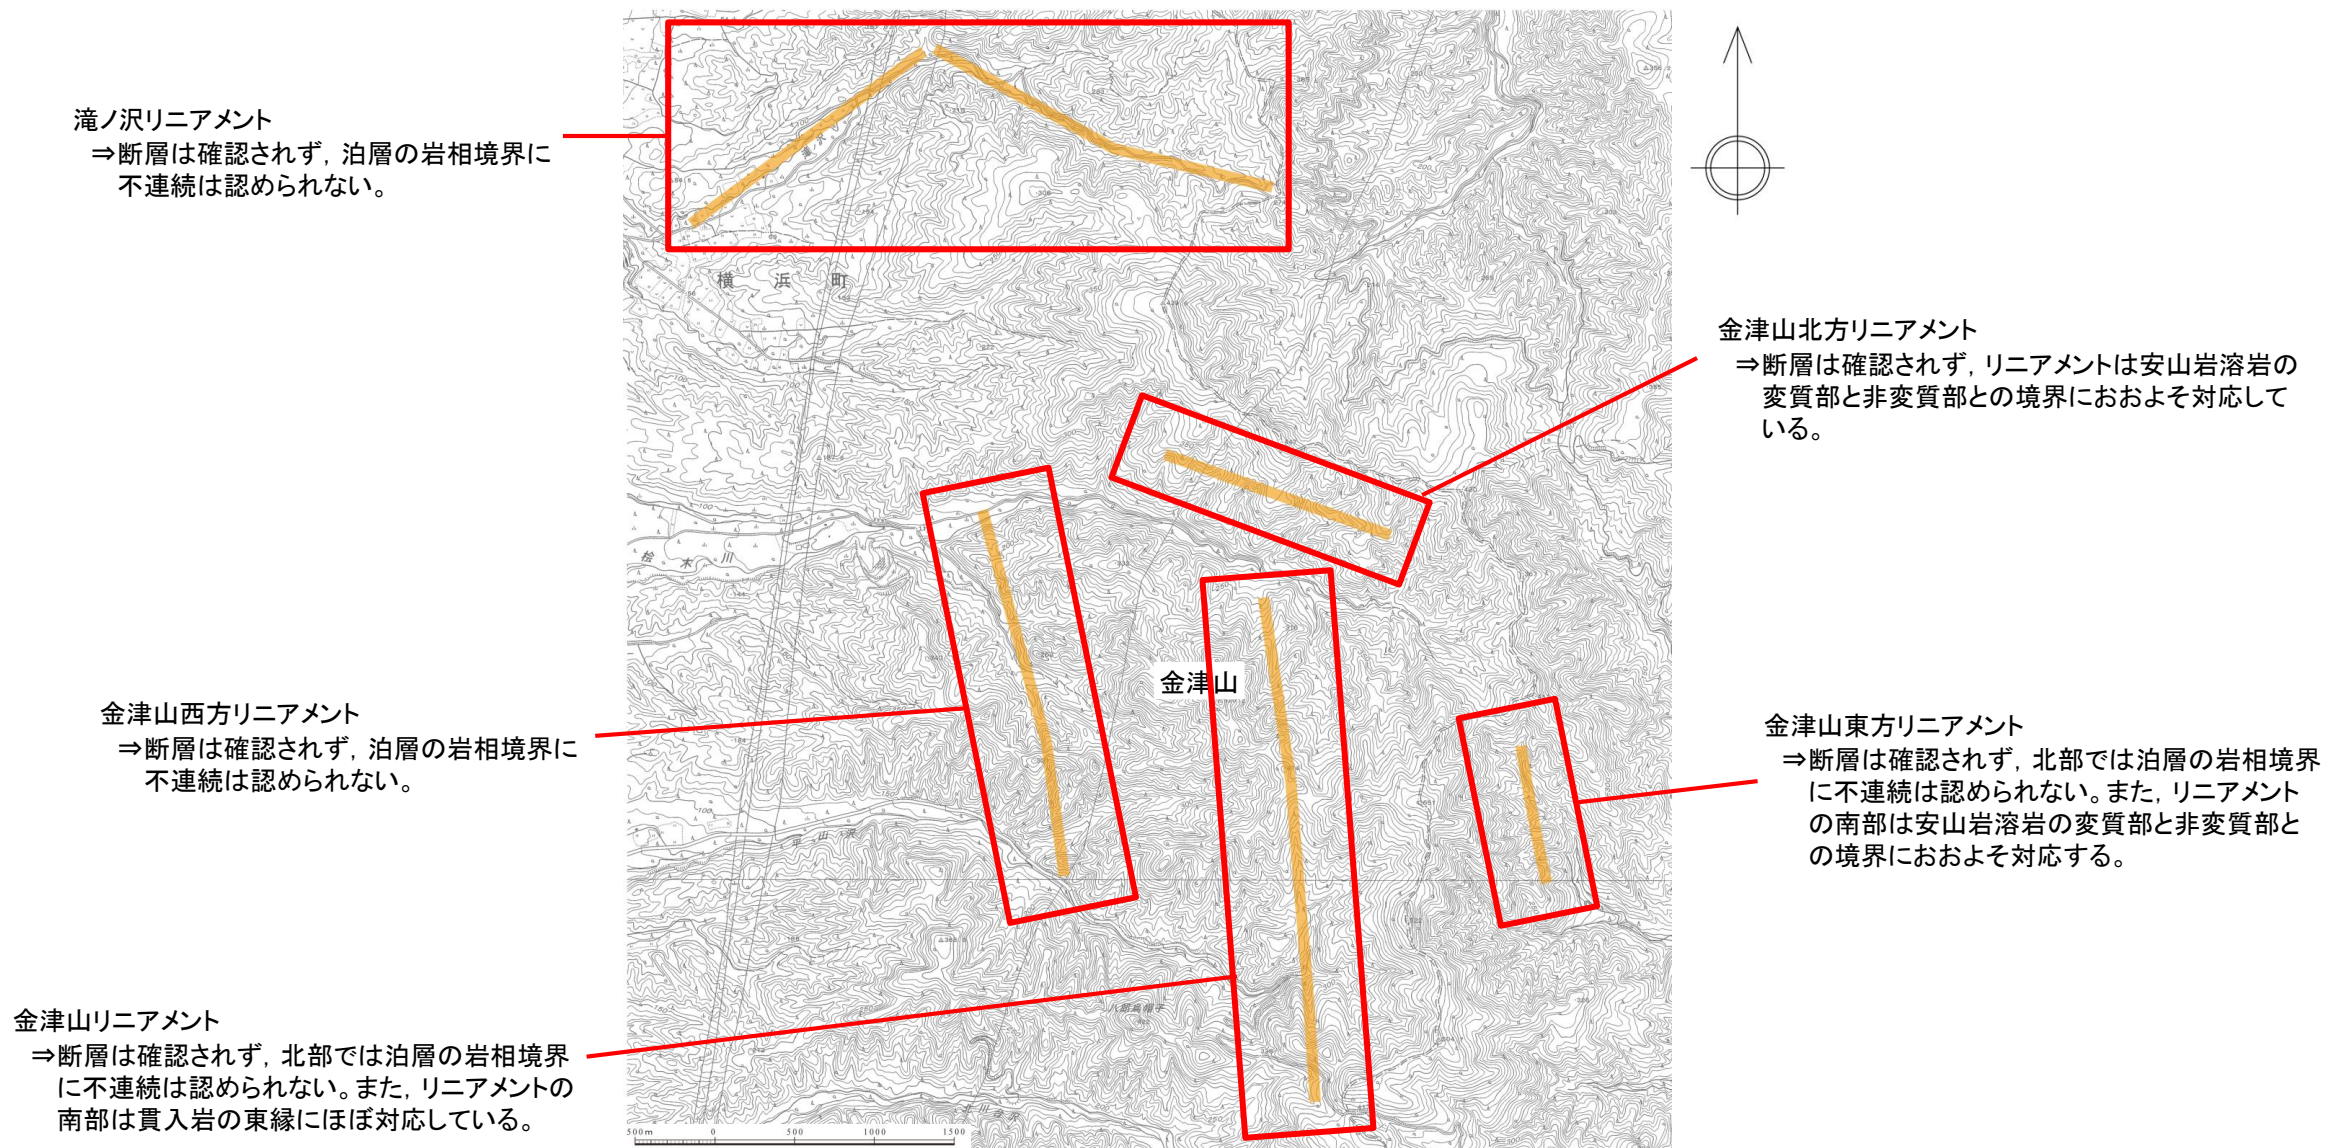 滝ノ沢リニアメント
⇒断層は確認されず, 泊層の岩相境界に
不連続は認められない。
横 浜 町
滝ノ沢
金津山北方リニアメント
⇒断層は確認されず, リニアメントは安山岩溶岩の
変質部と非変質部との境界におおよそ対応して
いる。
桧木川
金津山
金津山西方リニアメント
⇒断層は確認されず, 泊層の岩相境界に
不連続は認められない。
金津山東方リニアメント
⇒断層は確認されず, 北部では泊層の岩相境界
に不連続は認められない。また, リニアメント
の南部は安山岩溶岩の変質部と非変質部と
の境界におおよそ対応する。
八郎烏帽子
金津山リニアメント
⇒断層は確認されず, 北部では泊層の岩相境界
に不連続は認められない。また, リニアメントの
南部は貫入岩の東縁にほぼ対応している。
500m 0 500 1000 1500